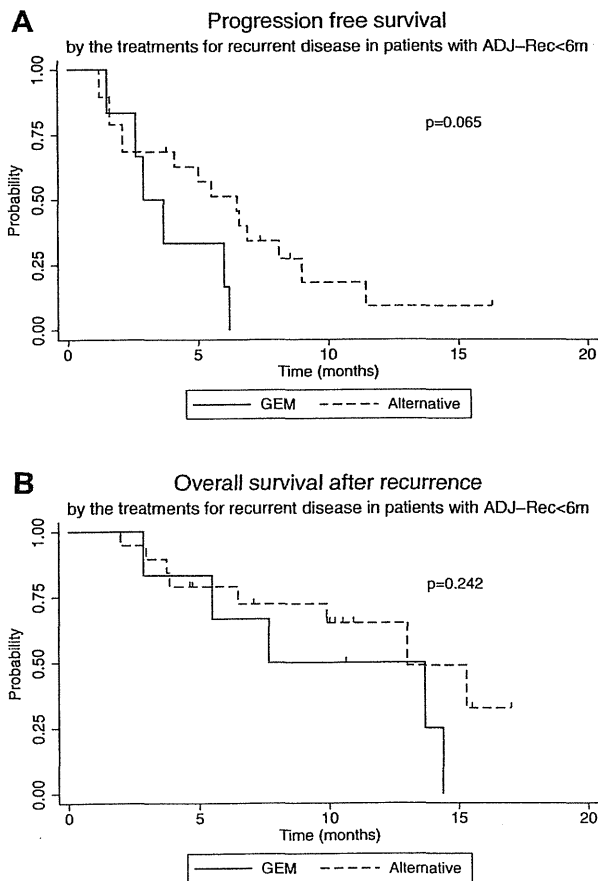 A
Progression free survival
by the treatments for recurrent disease in patients with ADJ–Rec<6m
p=0.065
Probability
1.00
0.75
0.50
0.25
0.00
0
5
10
15
20
Time (months)
GEM
Alternative
B
Overall survival after recurrence
by the treatments for recurrent disease in patients with ADJ–Rec<6m
p=0.242
Probability
1.00
0.75
0.50
0.25
0.00
0
5
10
15
20
Time (months)
GEM
Alternative